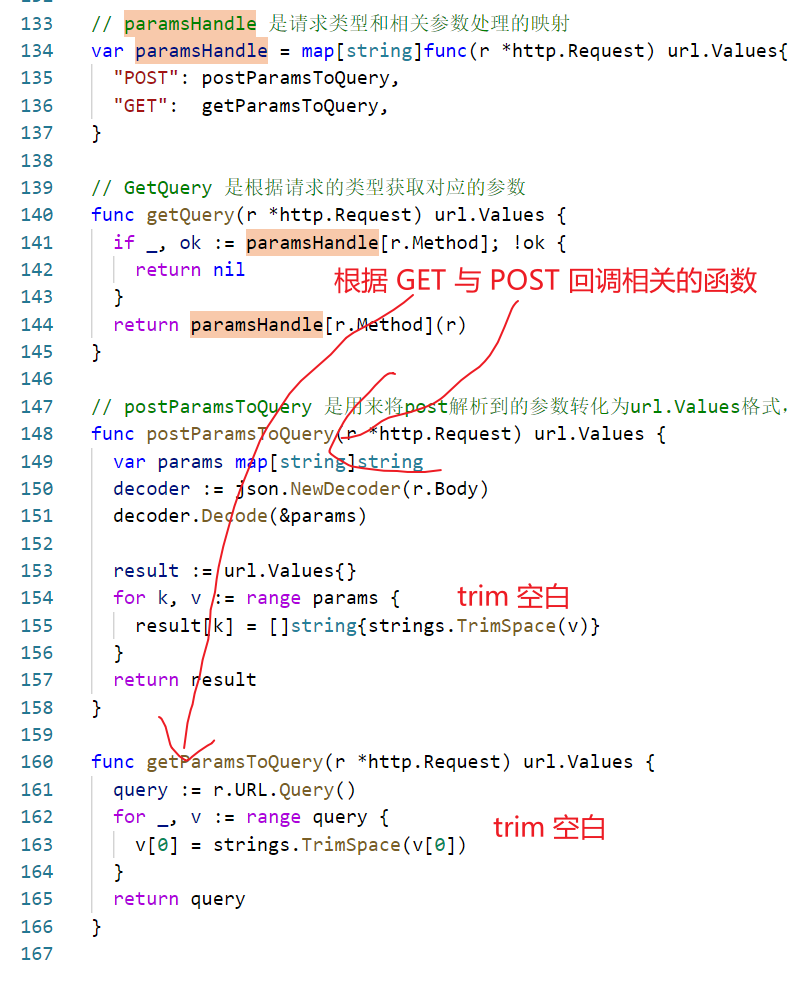 133 // paramsHandle 是请求类型和相关参数处理的映射
134 var paramsHandle = map[string]func(r *http.Request) url.Values{
135 "POST": postParamsToQuery,
136 "GET":  getParamsToQuery,
137 }
138
139 // GetQuery 是根据请求的类型获取对应的参数
140 func getQuery(r *http.Request) url.Values {
141 if _, ok := paramsHandle[r.Method]; !ok {
142 return nil
根据 GET 与 POST 回调相关的函数
143 }
144 return paramsHandle[r.Method](r)
145 }
146
147 // postParamsToQuery 是用来将post解析到的参数转化为url.Values格式，
148 func postParamsToQuery(r *http.Request) url.Values {
149 var params map[string]string
150 decoder := json.NewDecoder(r.Body)
151 decoder.Decode(&params)
152
153 result := url.Values{}
154 for k, v := range params {
trim 空白
155 result[k] = []string{strings.TrimSpace(v)}
156 }
157 return result
158 }
159
160 func getParamsToQuery(r *http.Request) url.Values {
161 query := r.URL.Query()
162 for _, v := range query {
trim 空白
163 v[0] = strings.TrimSpace(v[0])
164 }
165 return query
166 }
167